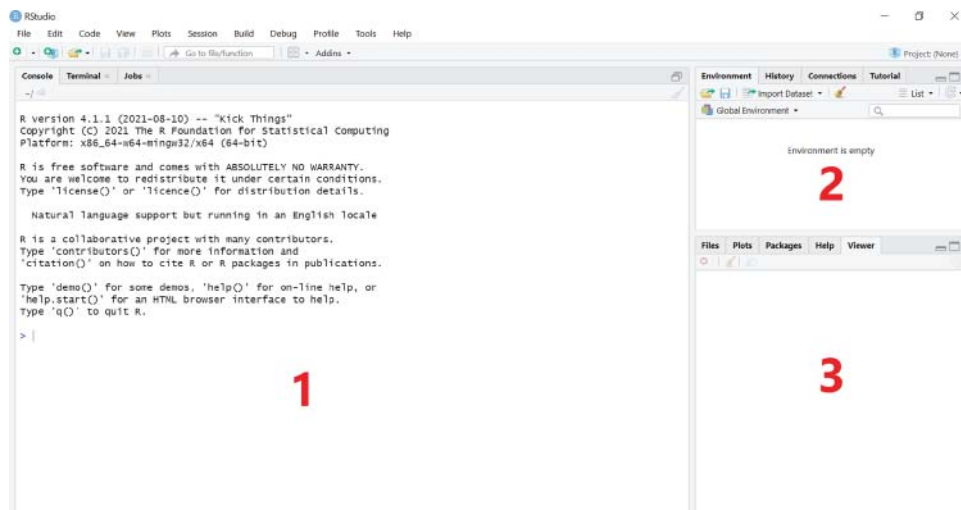 RStudio
File Edit Code View Plots Session Build Debug Profile Tools Help
Go to file/function Addins Project: (None)
Console Terminal Jobs
~/
R version 4.1.1 (2021-08-10) -- "Kick Things"
Copyright (C) 2021 The R Foundation for Statistical Computing
Platform: x86_64-w64-mingw32/x64 (64-bit)
R is free software and comes with ABSOLUTELY NO WARRANTY.
You are welcome to redistribute it under certain conditions.
Type 'license()' or 'licence()' for distribution details.
Natural language support but running in an English locale
R is a collaborative project with many contributors.
Type 'contributors()' for more information and
'citation()' on how to cite R or R packages in publications.
Type 'demo()' for some demos, 'help()' for on-line help, or
'help.start()' for an HTML browser interface to help.
Type 'q()' to quit R.
>
1
Environment History Connections Tutorial
Import Dataset List
Global Environment
Environment is empty
2
Files Plots Packages Help Viewer
3